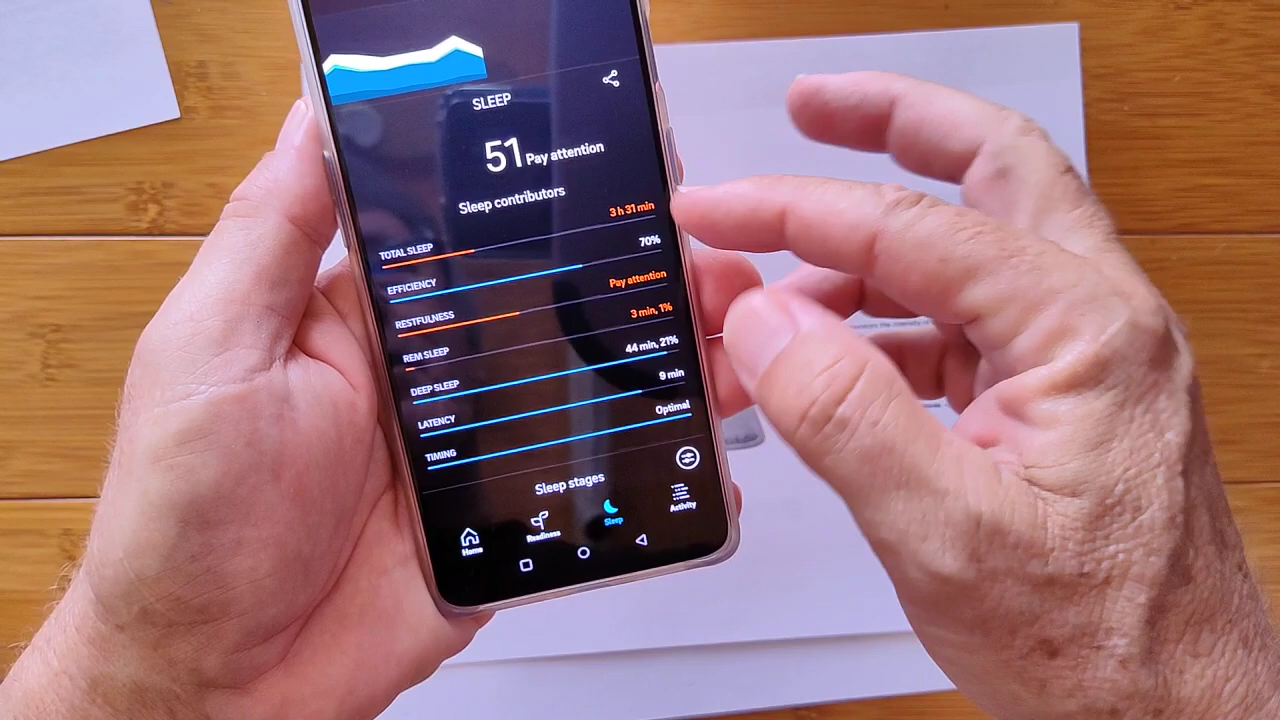 SLEEP
51 Pay attention
Sleep contributors
TOTAL SLEEP 3 h 31 min
EFFICIENCY 70%
RESTFULNESS Pay attention
REM SLEEP 3 min, 1%
DEEP SLEEP 44 min, 21%
LATENCY 9 min
TIMING Optimal
Sleep stages
Home Readiness Sleep Activity